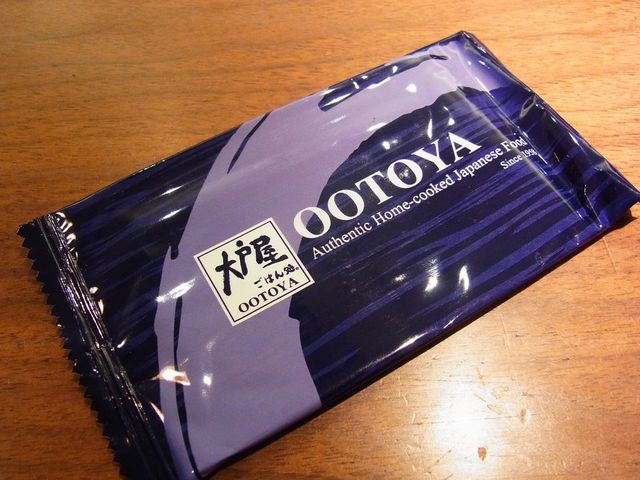 大戸屋
ごはん処
OOTOYA
OOTOYA
Authentic Home-cooked Japanese Food
Since